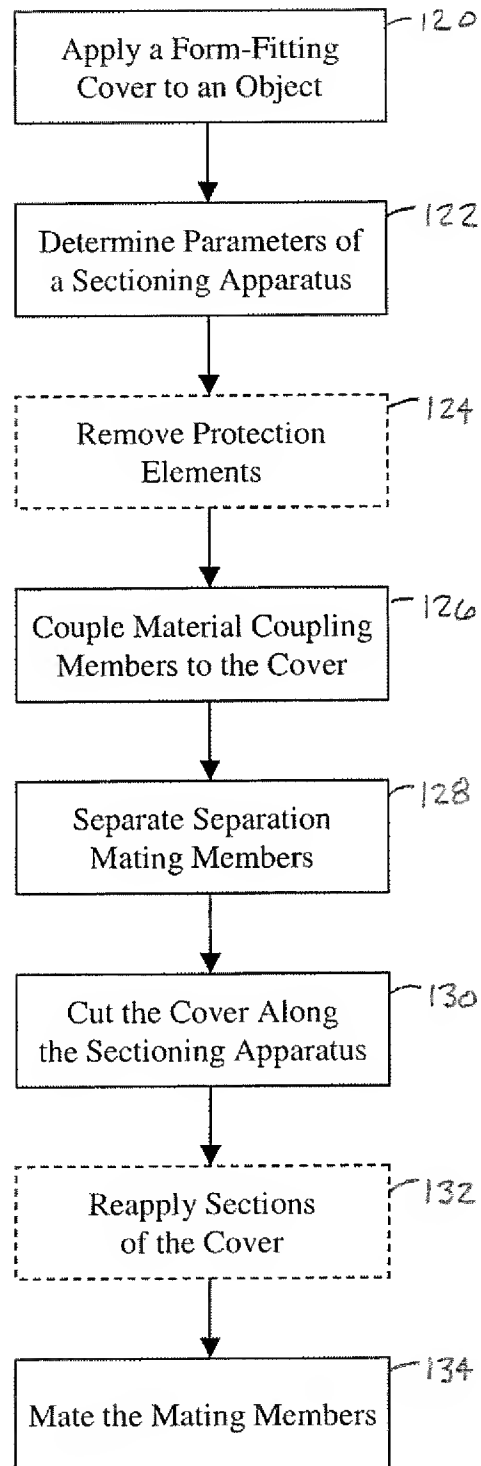 120
Apply a Form-Fitting
Cover to an Object
122
Determine Parameters of
a Sectioning Apparatus
124
Remove Protection
Elements
126
Couple Material Coupling
Members to the Cover
128
Separate Separation
Mating Members
130
Cut the Cover Along
the Sectioning Apparatus
132
Reapply Sections
of the Cover
134
Mate the Mating Members